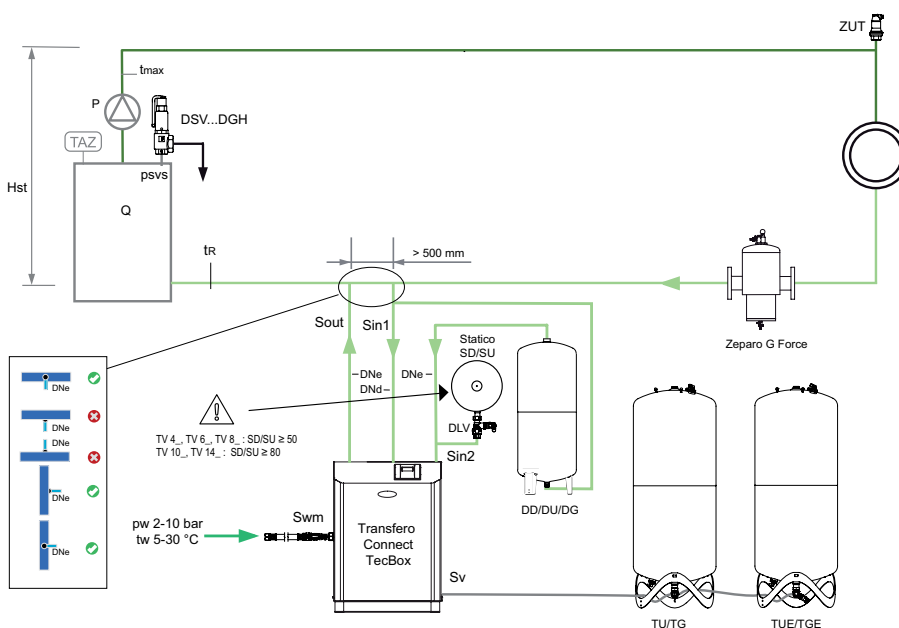 ZUT
tmax
P
DSV...DGH
TAZ
psvs
Hst
Q
tR
> 500 mm
Zeparo G Force
Sout
Sin1
Statico
SD/SU
DNe
DNd
DNe
DLV
Sin2
DD/DU/DG
DNe
DNe
DNe
DNe
DNe
TV 4_, TV 6_, TV 8_ : SD/SU ≥ 50
TV 10_, TV 14_ : SD/SU ≥ 80
pw 2-10 bar
tw 5-30 °C
Swm
Transfero
Connect
TecBox
Sv
TU/TG
TUE/TGE